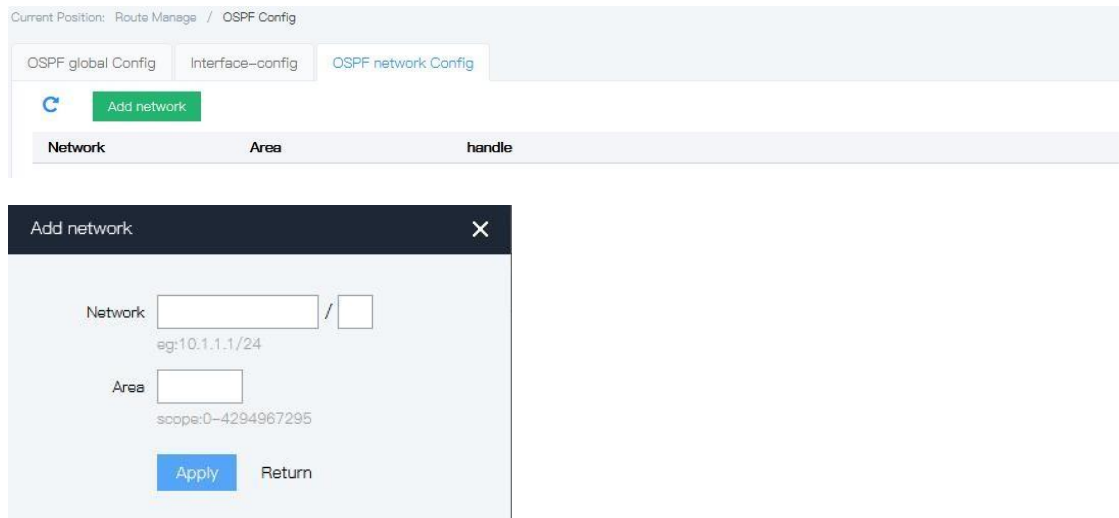 Current Position: Route Manage / OSPF Config
OSPF global Config Interface-config OSPF network Config
Add network
Network Area handle
Add network
Network /
eg:10.1.1.1/24
Area
scope:0-4294967295
Apply Return